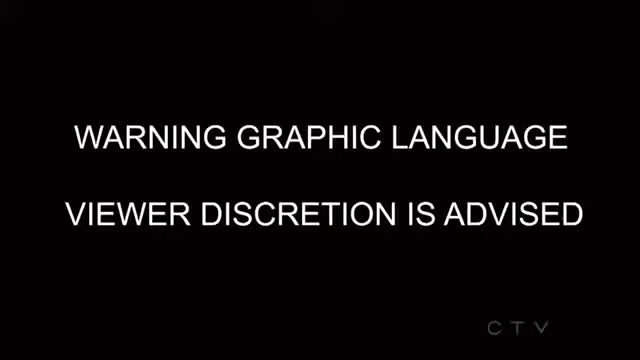 WARNING GRAPHIC LANGUAGE
VIEWER DISCRETION IS ADVISED
CTV